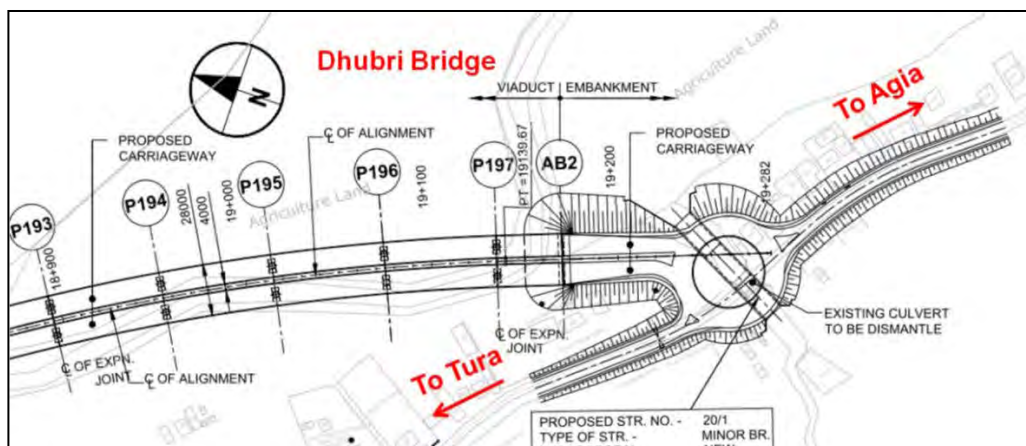 Dhubri Bridge
Agriculture Land
VIADUCT
EMBANKMENT
To Agia
N
PROPOSED
CARRIAGEWAY
℄ OF ALIGNMENT
PROPOSED
CARRIAGEWAY
P193
P194
P195
P196
P197
AB2
PT =19139.67
19+200
19+282
18+900
28000
4000
19+000
19+100
Agriculture Land
℄ OF EXPN.
JOINT
℄ OF ALIGNMENT
℄ OF EXPN.
JOINT
EXISTING CULVERT
TO BE DISMANTLE
To Tura
PROPOSED STR. NO. - 20/1
TYPE OF STR. - MINOR BR.